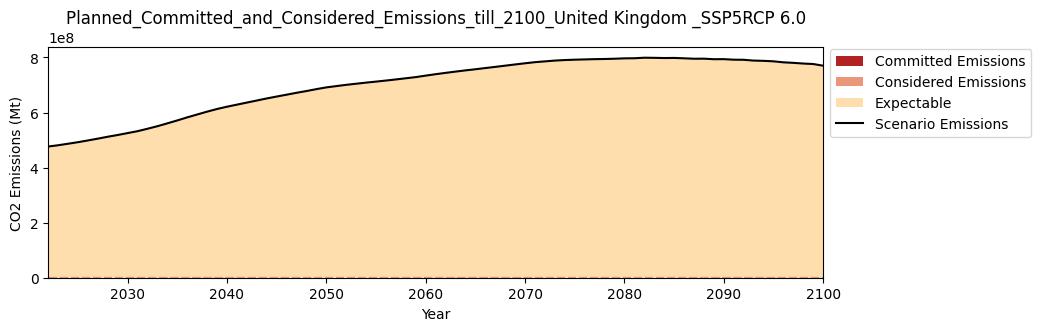 Planned_Committed_and_Considered_Emissions_till_2100_United Kingdom _SSP5RCP 6.0
1e8
8
6
4
2
0
CO2 Emissions (Mt)
2030 2040 2050 2060 2070 2080 2090 2100
Year
Committed Emissions
Considered Emissions
Expectable
Scenario Emissions